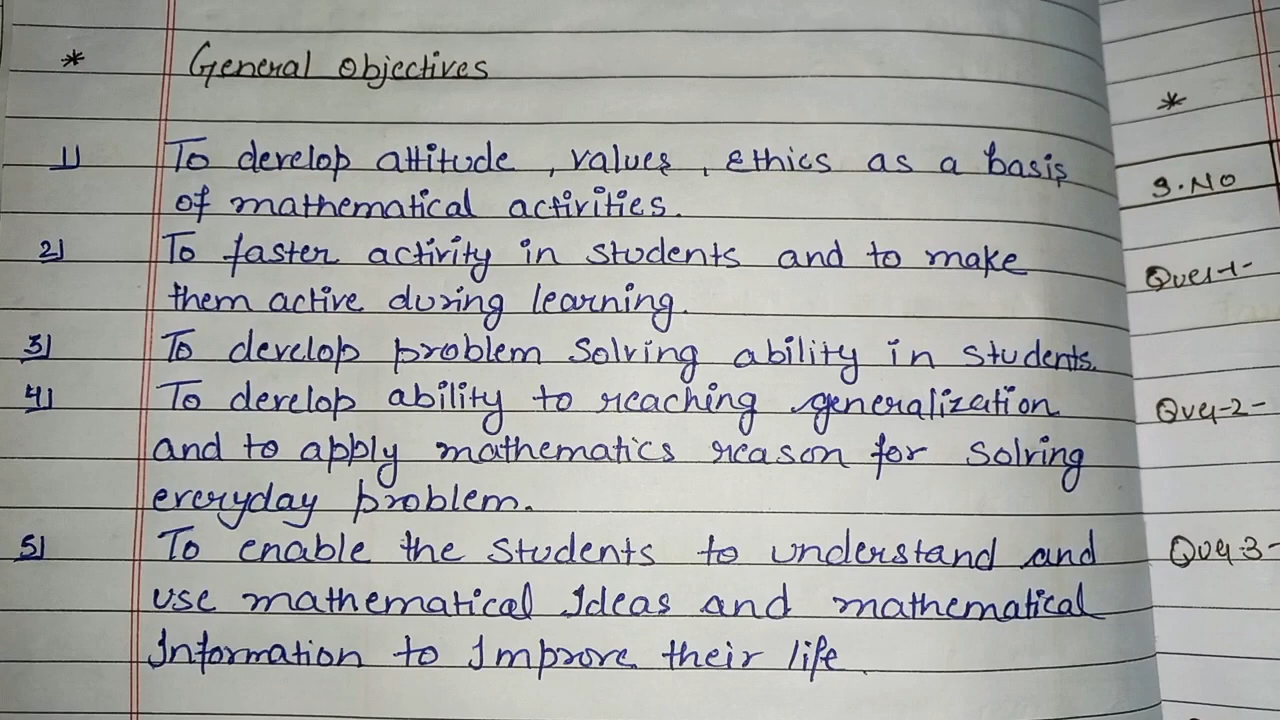 * General objectives
1) To develop attitude, values, Ethics as a basis
of mathematical activities.
2) To faster activity in students and to make
them active during learning.
3) To develop problem solving ability in students.
4) To develop ability to reaching generalization
and to apply mathematics reason for solving
everyday problem.
5) To enable the students to understand and
use mathematical Ideas and mathematical
Information to Improve their life.
*
S.No
Ques-1-
Ques-2-
Ques-3-